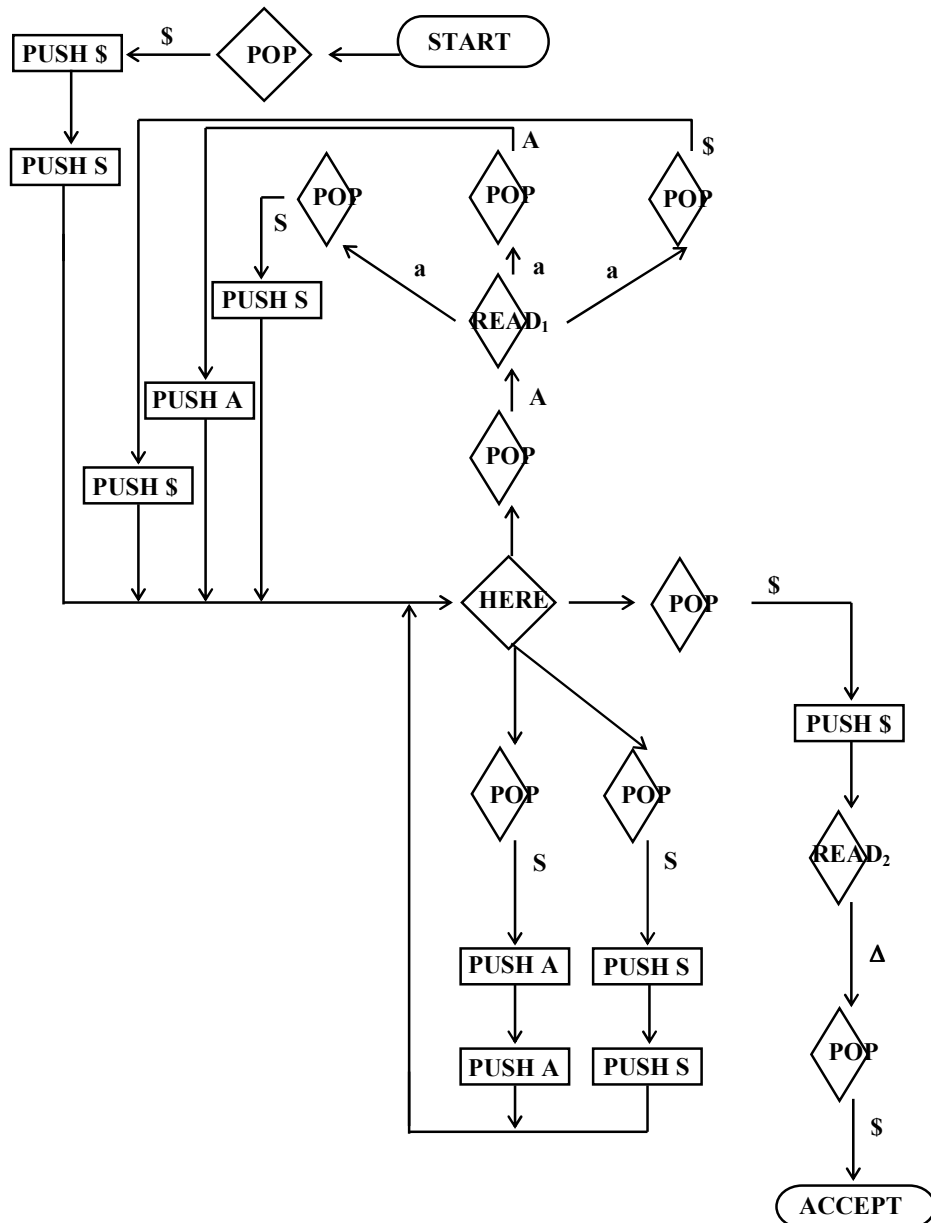 START
POP
$
PUSH $
PUSH S
A
$
POP
POP
POP
S
a
a
a
PUSH S
READ₁
PUSH A
A
POP
PUSH $
HERE
POP
$
PUSH $
POP
POP
READ₂
S
S
Δ
PUSH A
PUSH S
POP
PUSH A
PUSH S
$
ACCEPT